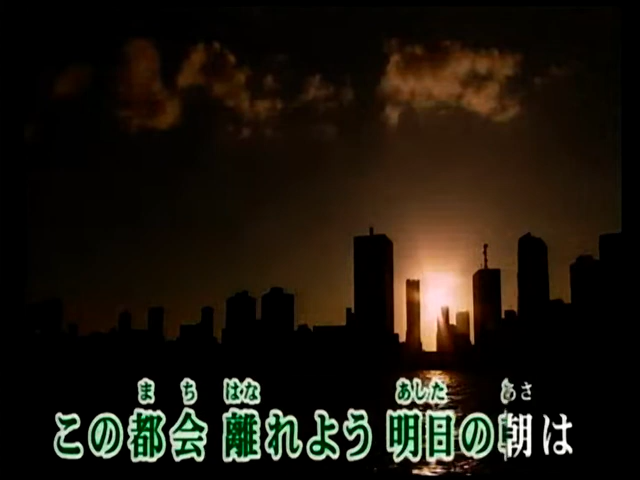 まち はな あした あさ
この都会 離れよう 明日の朝は